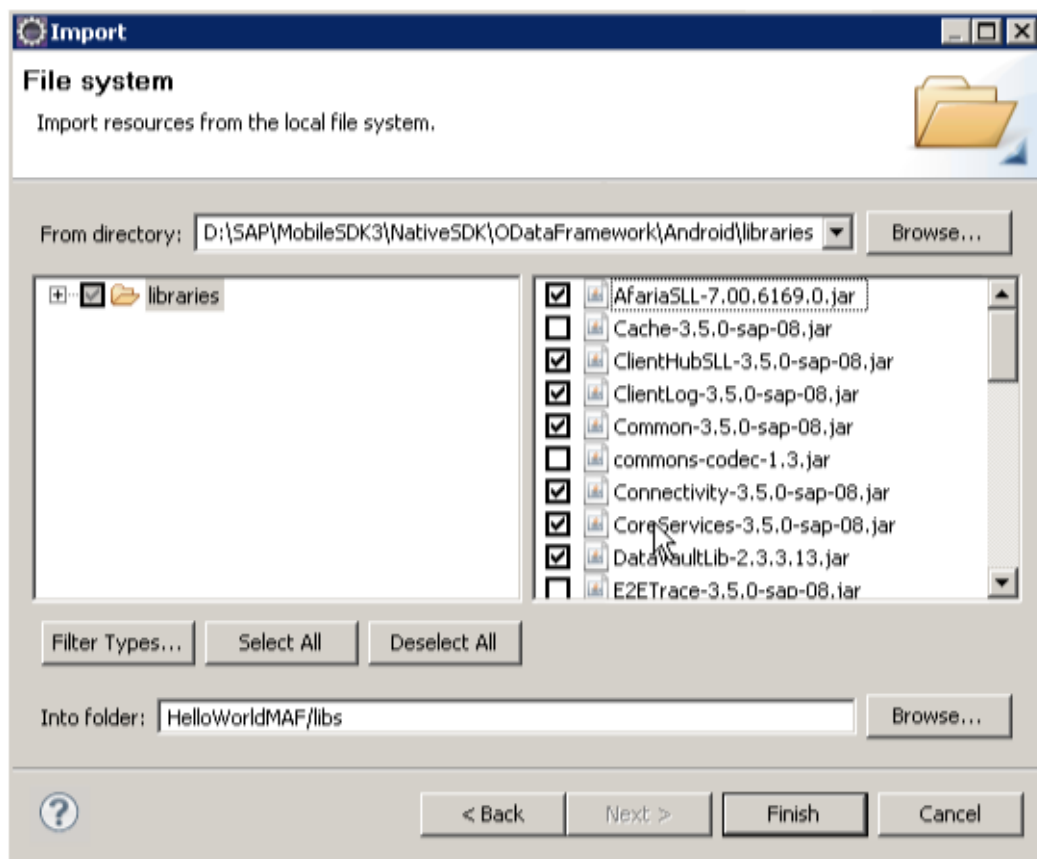 Import
File system
Import resources from the local file system.
From directory: D:\SAP\MobileSDK3\NativeSDK\ODataFramework\Android\libraries Browse...
libraries
AfariaSLL-7.00.6169.0.jar
Cache-3.5.0-sap-08.jar
ClientHubSLL-3.5.0-sap-08.jar
ClientLog-3.5.0-sap-08.jar
Common-3.5.0-sap-08.jar
commons-codec-1.3.jar
Connectivity-3.5.0-sap-08.jar
CoreServices-3.5.0-sap-08.jar
DataVaultLib-2.3.3.13.jar
E2ETrace-3.5.0-sap-08.jar
Filter Types... Select All Deselect All
Into folder: HelloWorldMAF/libs Browse...
? < Back Next > Finish Cancel